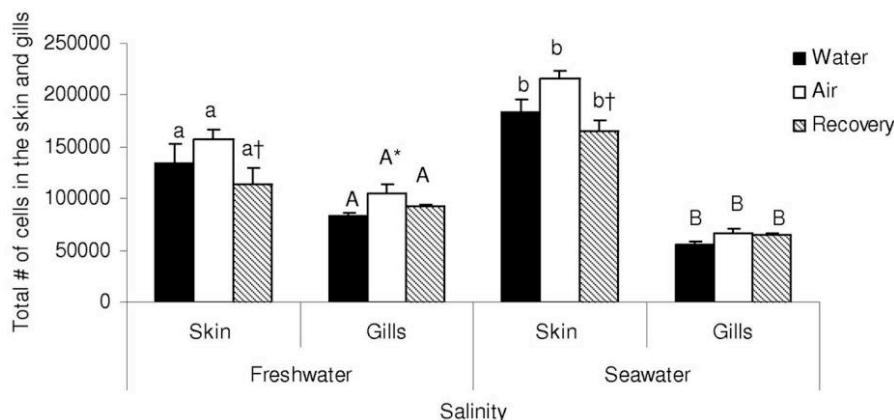 Total # of cells in the skin and gills
250000
200000
150000
100000
50000
0
a
a
a†
A
A*
A
b
b
b†
B
B
B
Water
Air
Recovery
Skin
Gills
Skin
Gills
Freshwater
Seawater
Salinity